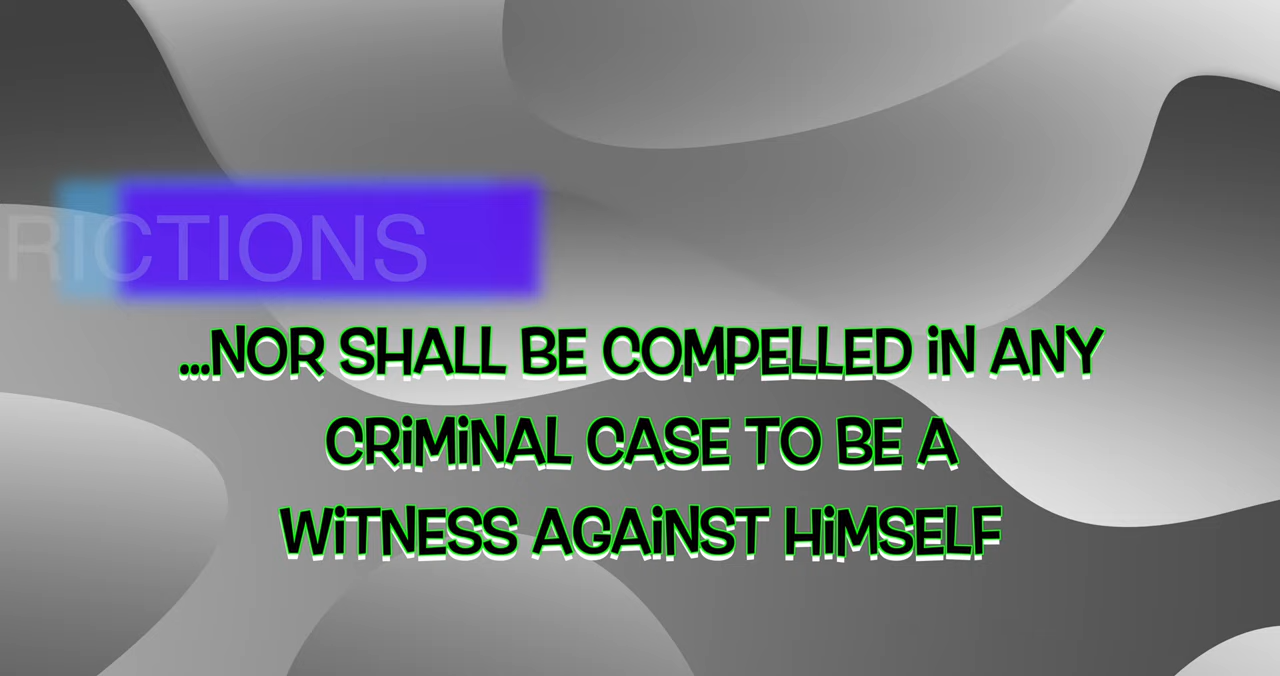 RICTIONS
...NOR SHALL BE COMPELLED iN ANY
CRiMiNAL CASE TO BE A
WiTNESS AGAiNST HiMSELF